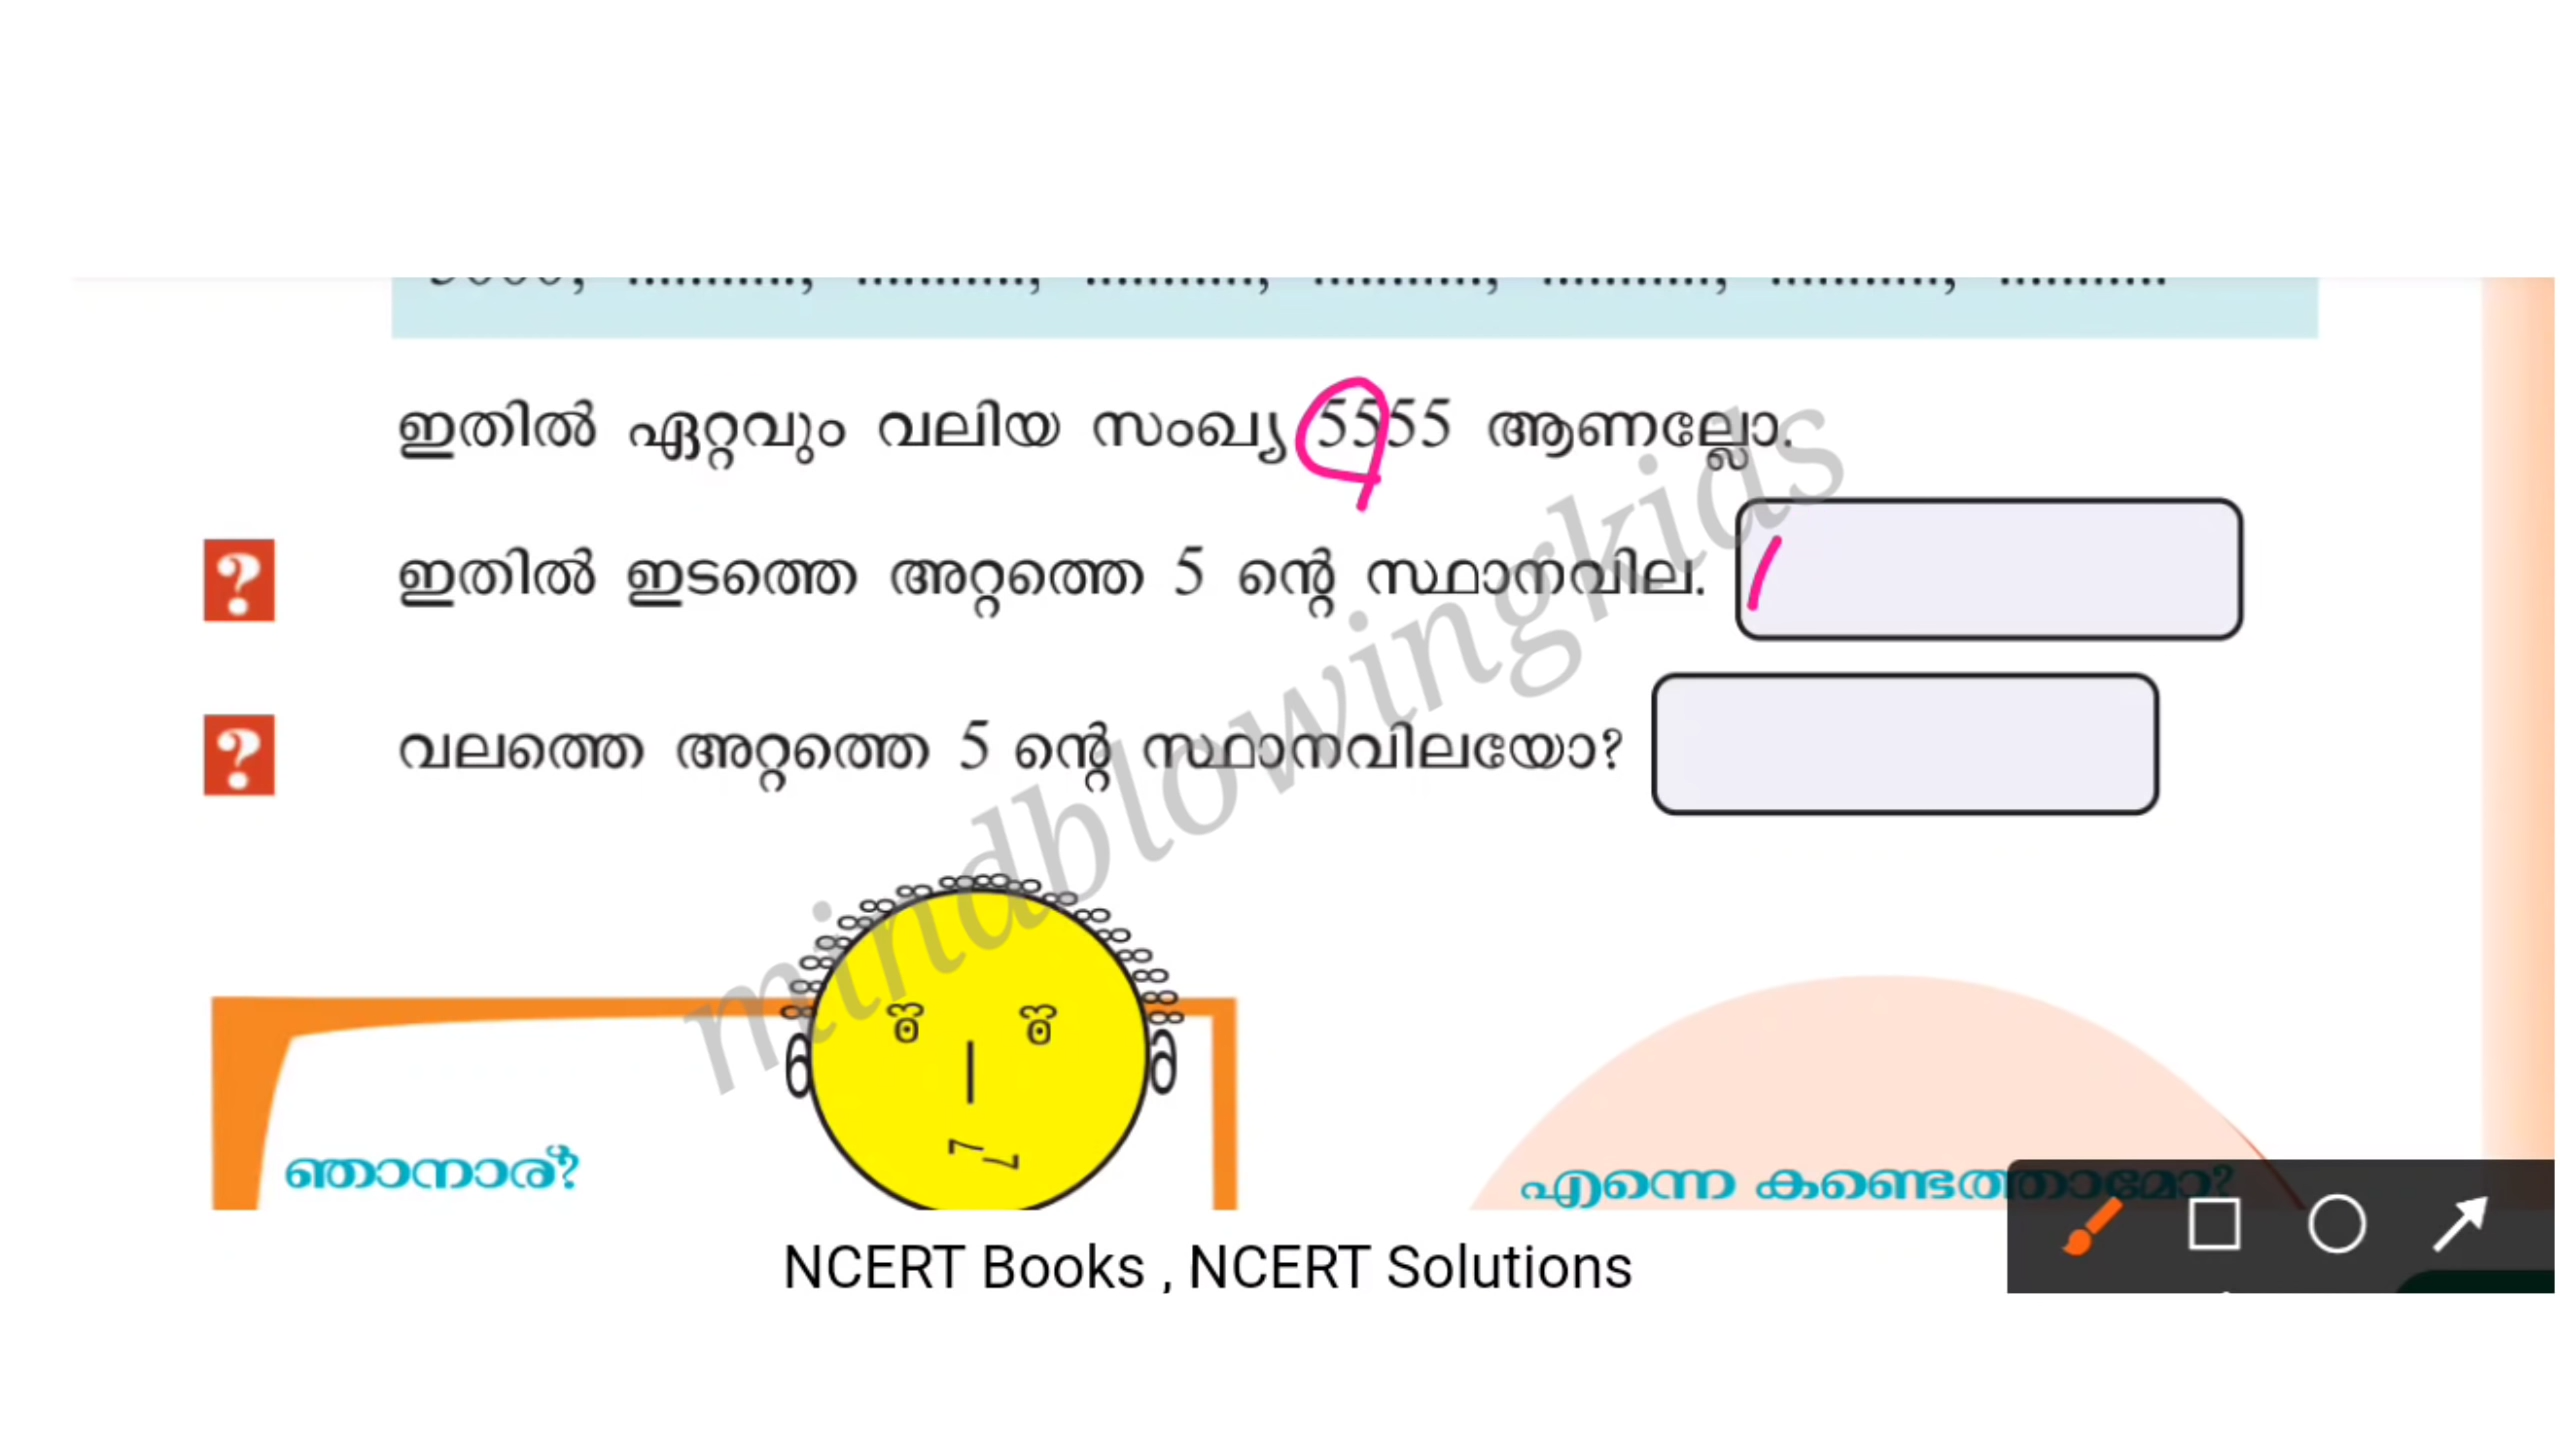 ഇതിൽ ഏറ്റവും വലിയ സംഖ്യ 5555 ആണല്ലോ.
? ഇതിൽ ഇടത്തെ അറ്റത്തെ 5 ന്റെ സ്ഥാനവില.
? വലത്തെ അറ്റത്തെ 5 ന്റെ സ്ഥാനവിലയോ?
mindblowingkids
ഞാനാര്?
എന്നെ കണ്ടെത്താമോ?
NCERT Books , NCERT Solutions